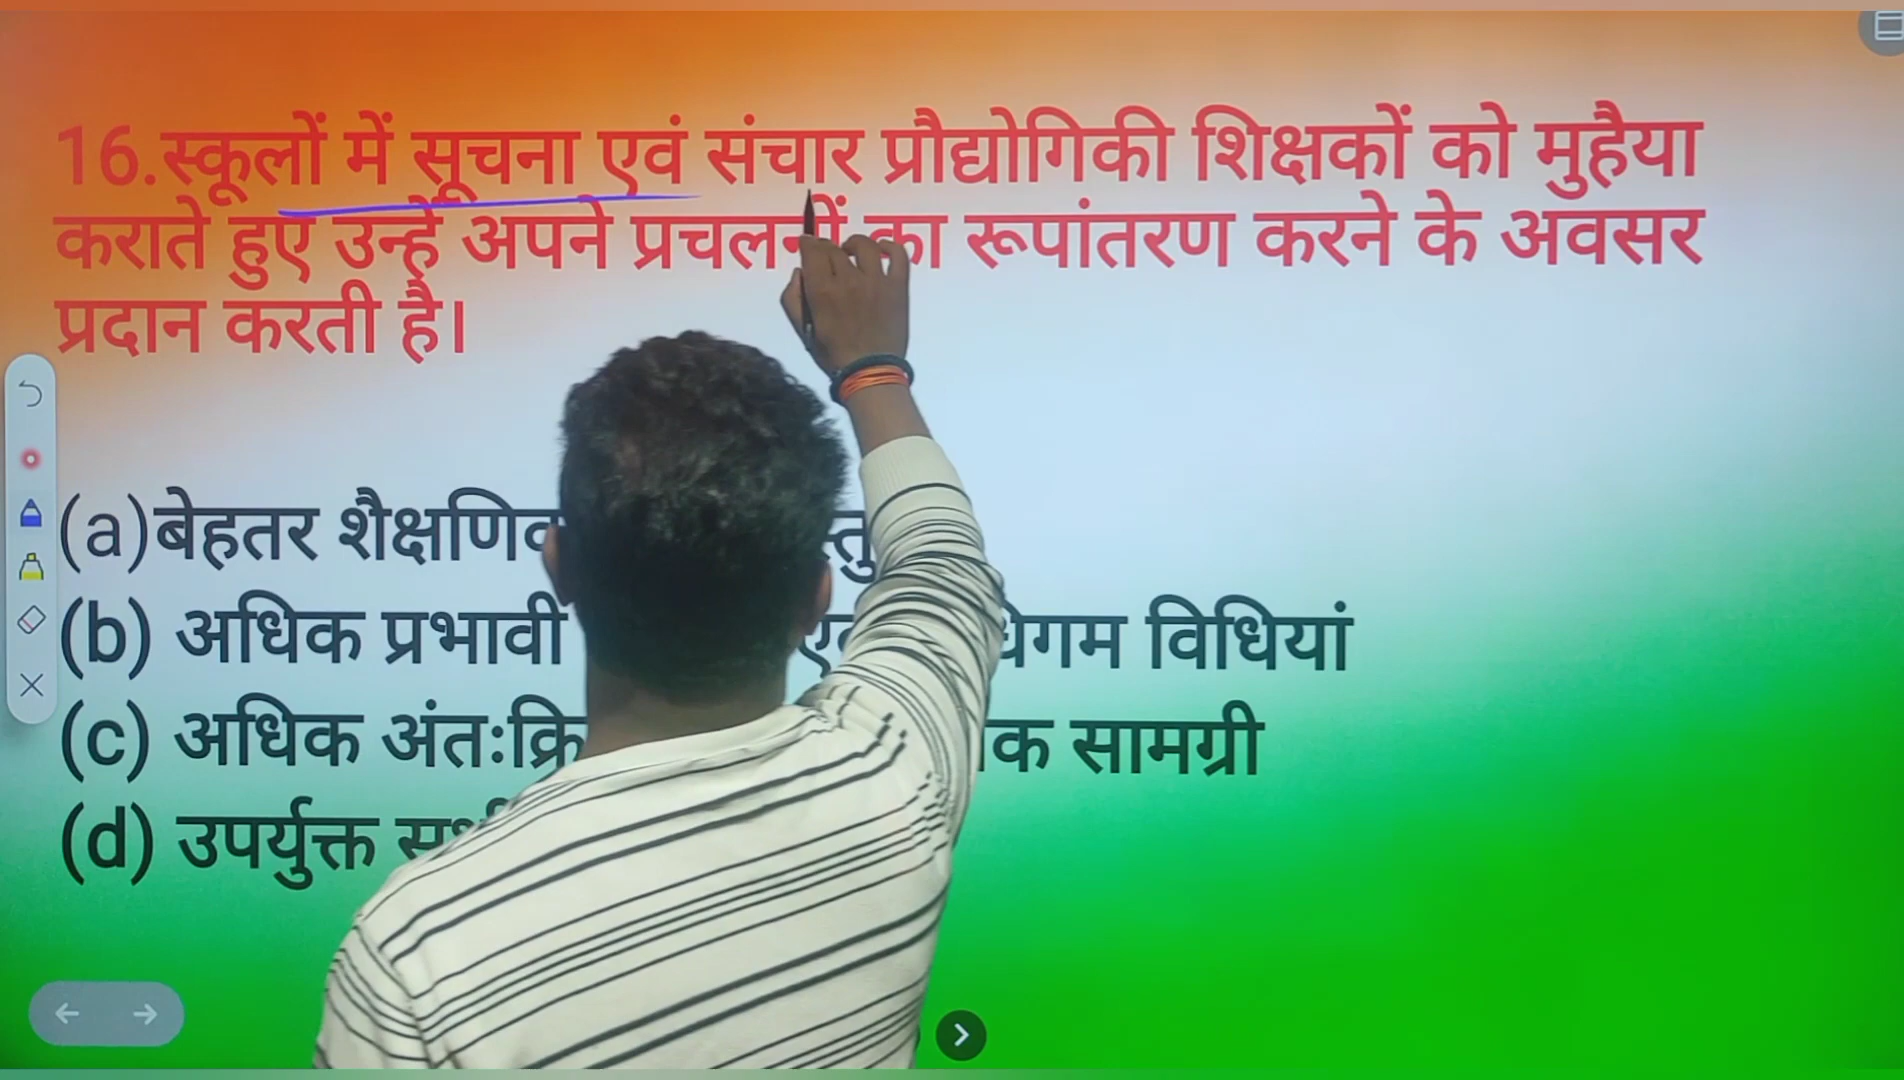 16.स्कूलों में सूचना एवं संचार प्रौद्योगिकी शिक्षकों को मुहैया
कराते हुए उन्हें अपने प्रचलनों का रूपांतरण करने के अवसर
प्रदान करती है।
(a)बेहतर
(b) अधिक प्रभावी विधियां
(c) अधिक सामग्री
(d) उपर्युक्त